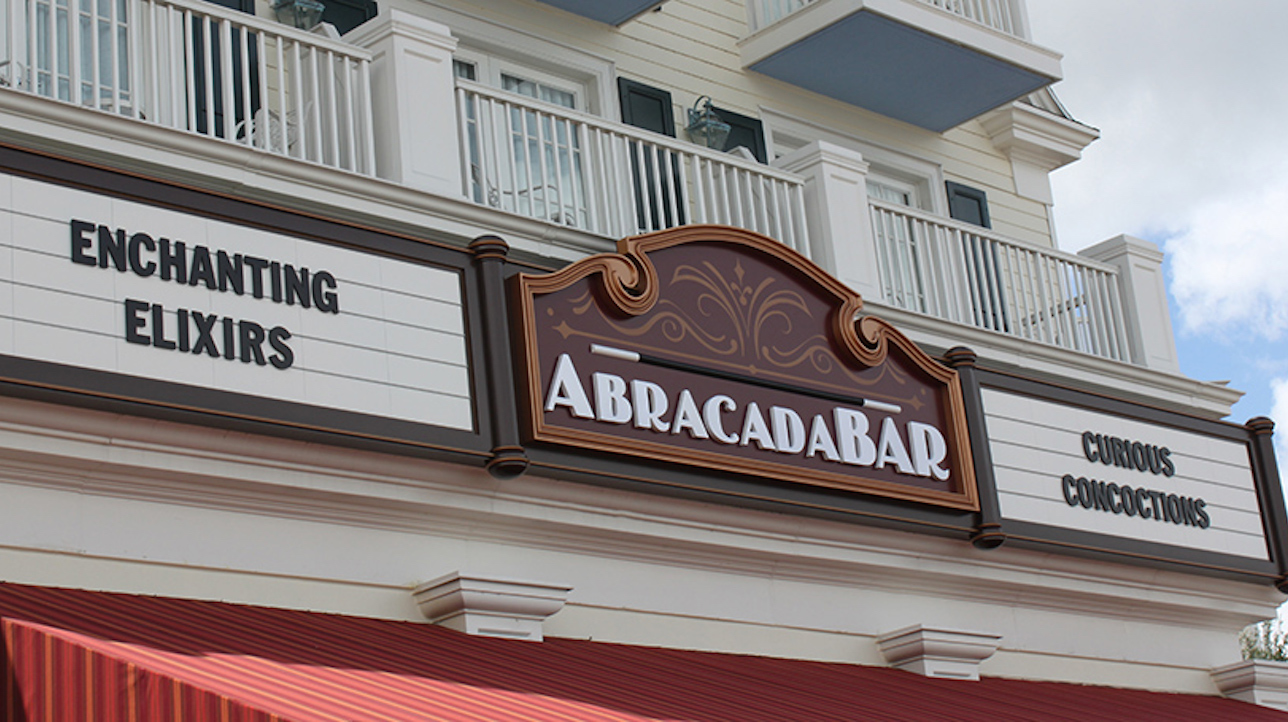 ENCHANTING
ELIXIRS
ABRACADABAR
CURIOUS
CONCOCTIONS